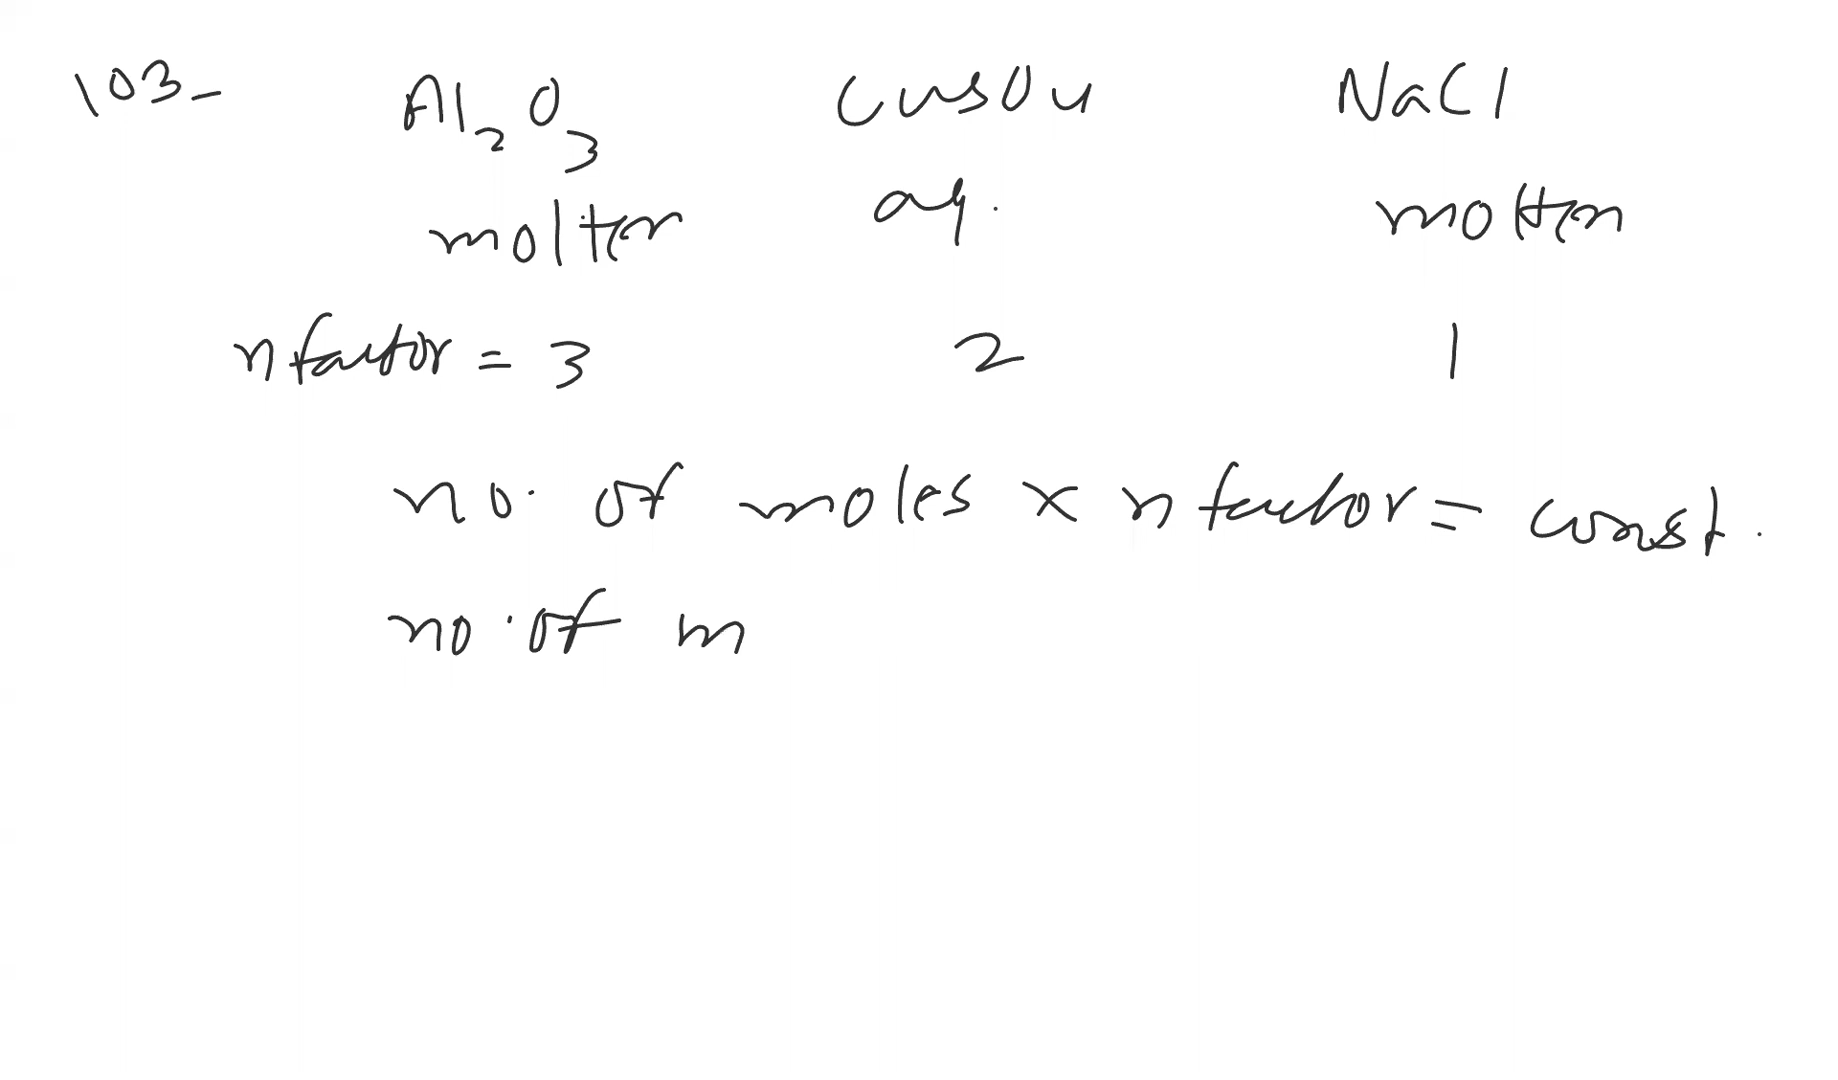 103- Al2O3 CusO4 NaCl
molten aq. molten
n factor = 3 2 1
no. of moles x n factor = const.
no. of m